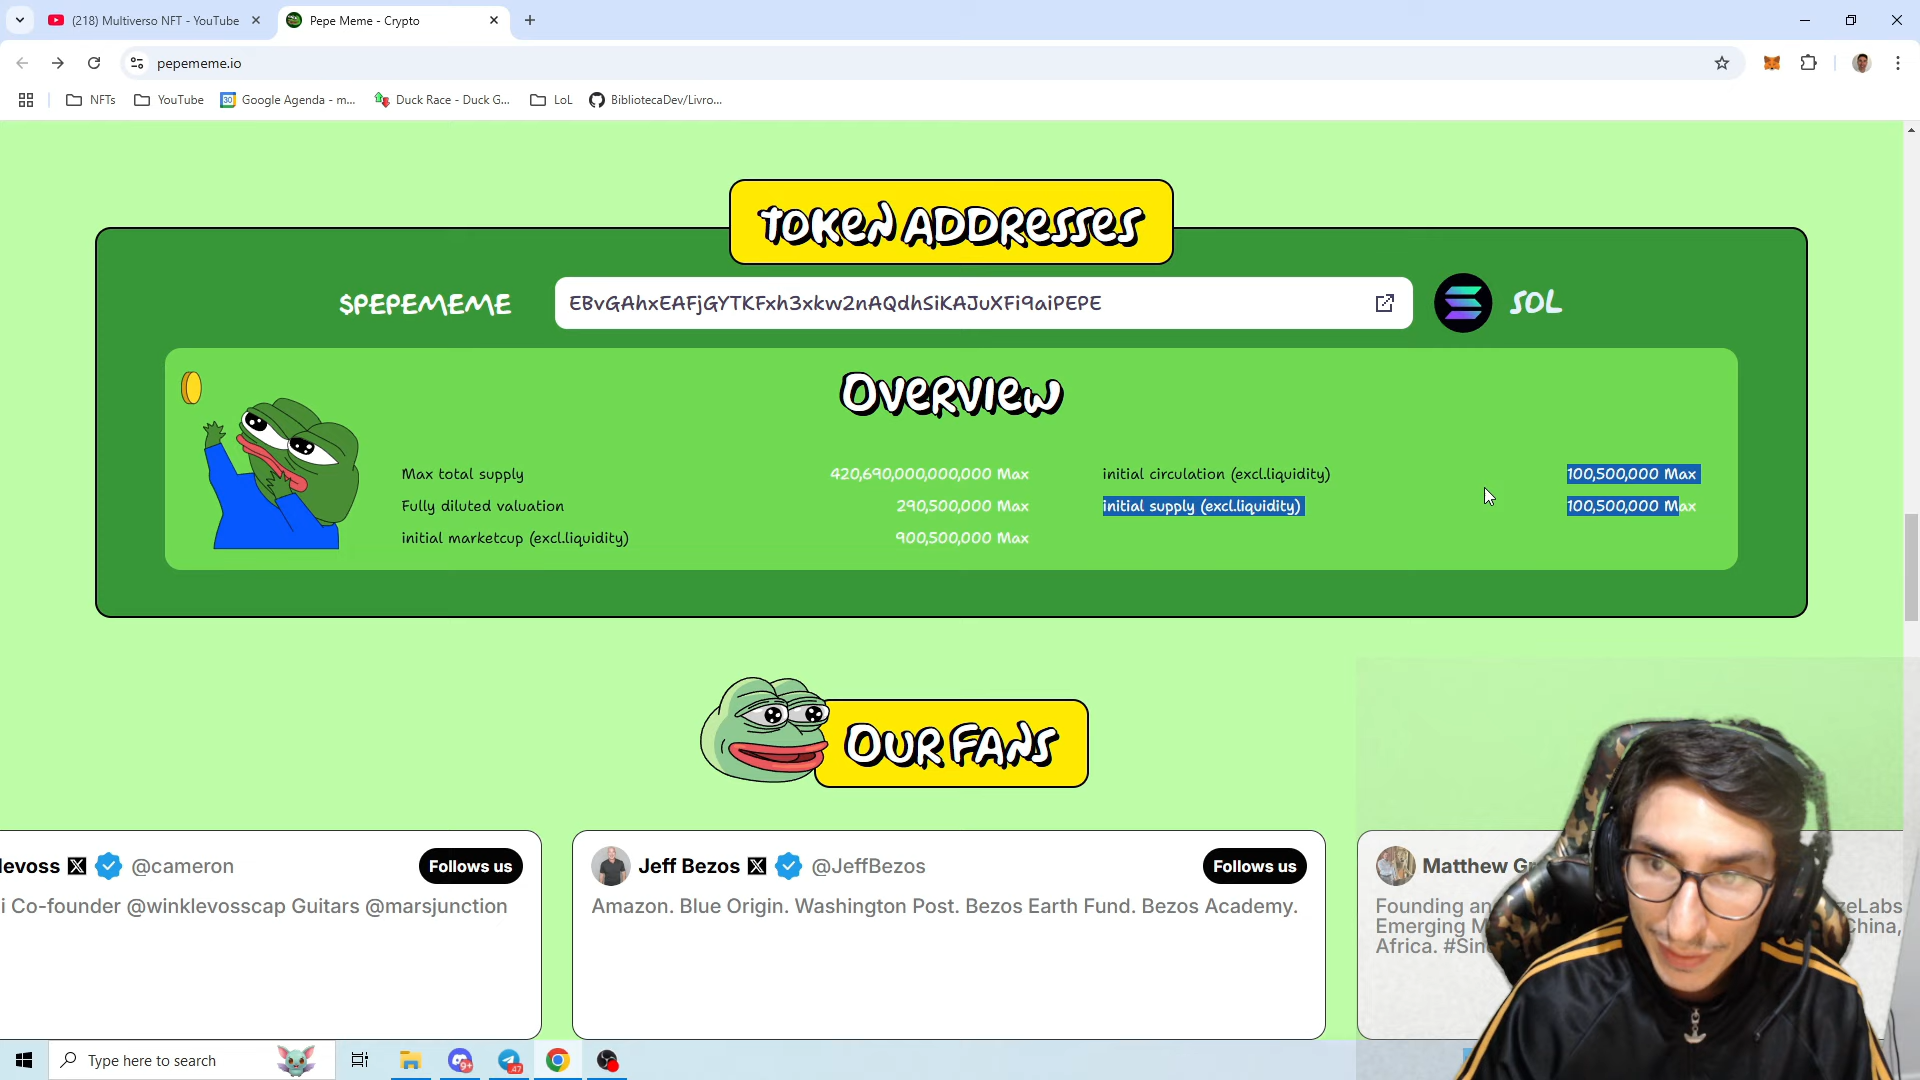 (218) Multiverso NFT - YouTube
Pepe Meme - Crypto
pepememe.io
NFTs
YouTube
Google Agenda - m...
Duck Race - Duck G...
LoL
BibliotecaDev/Livro...
TOKEN ADDRESSES
$PEPEMEME
EBvGAhxEAFjGYTKFxh3xkw2nAQdhSiKAJuXFi9aiPEPE
SOL
Overview
Max total supply
420,690,000,000,000 Max
initial circulation (excl.liquidity)
100,500,000 Max
Fully diluted valuation
290,500,000 Max
initial supply (excl.liquidity)
100,500,000 Max
initial marketcup (excl.liquidity)
900,500,000 Max
OUR FANS
levoss
@cameron
Follows us
i Co-founder @winklevosscap Guitars @marsjunction
Jeff Bezos
@JeffBezos
Follows us
Amazon. Blue Origin. Washington Post. Bezos Earth Fund. Bezos Academy.
Matthew
Founding
Emerging
China,
Africa.
Type here to search